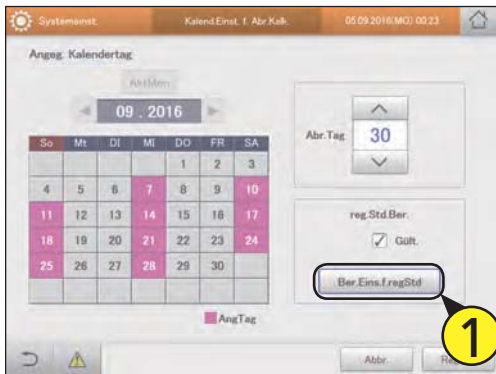 Systemeinst.
Kalend.Einst. f. Abr.Kalk.
05.09.2016(MO) 00:23
Angeg. Kalendertag
AktMon
09 . 2016
So Mt DI MI DO FR SA
1 2 3
4 5 6 7 8 9 10
11 12 13 14 15 16 17
18 19 20 21 22 23 24
25 26 27 28 29 30
AngTag
Abr.Tag 30
reg.Std.Ber.
✓ Gült.
Ber.Eins.f.regStd
1
Abbr.